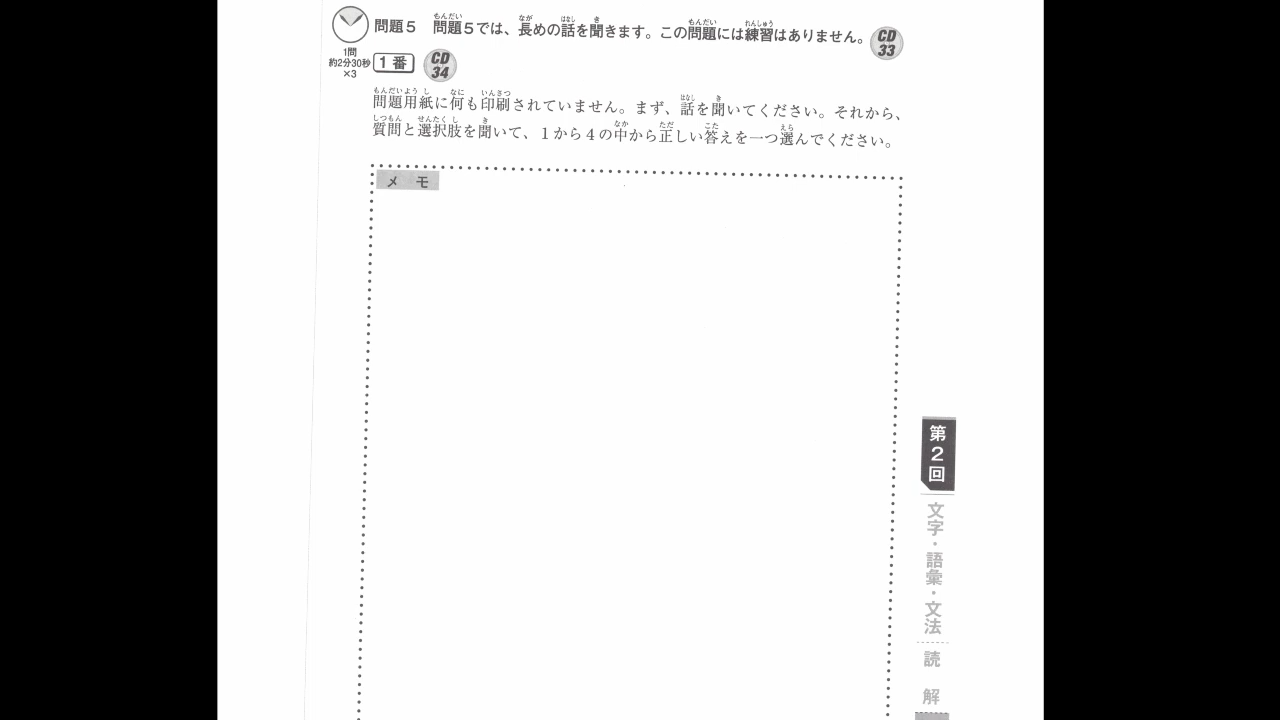 問題5 問題5では、長めの話を聞きます。この問題には練習はありません。
CD
33
1問
約2分30秒
×3
1番
CD
34
問題用紙に何も印刷されていません。まず、話を聞いてください。それから、
質問と選択肢を聞いて、1から4の中から正しい答えを一つ選んでください。
メ モ
第2回
文字・語彙・文法
読 解